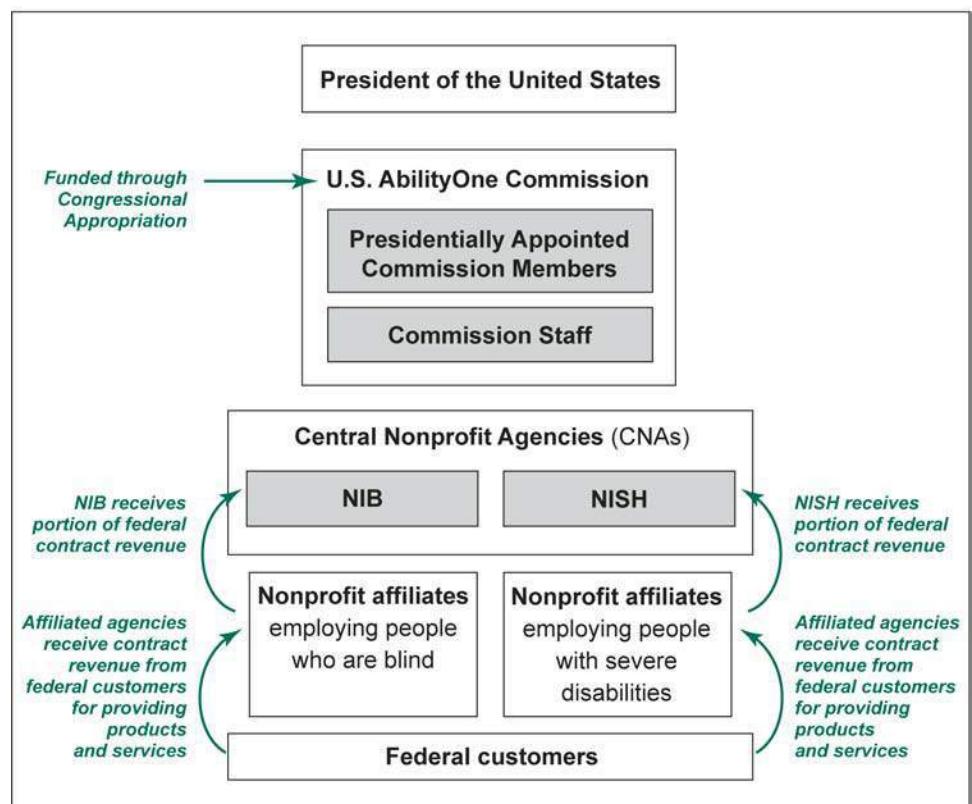 President of the United States
Funded through
Congressional
Appropriation
U.S. AbilityOne Commission
Presidentially Appointed
Commission Members
Commission Staff
Central Nonprofit Agencies (CNAs)
NIB
NISH
NIB receives
portion of federal
contract revenue
NISH receives
portion of federal
contract revenue
Nonprofit affiliates
employing people
who are blind
Nonprofit affiliates
employing people
with severe
disabilities
Affiliated agencies
receive contract
revenue from
federal customers
for providing
products
and services
Affiliated agencies
receive contract
revenue from
federal customers
for providing
products
and services
Federal customers